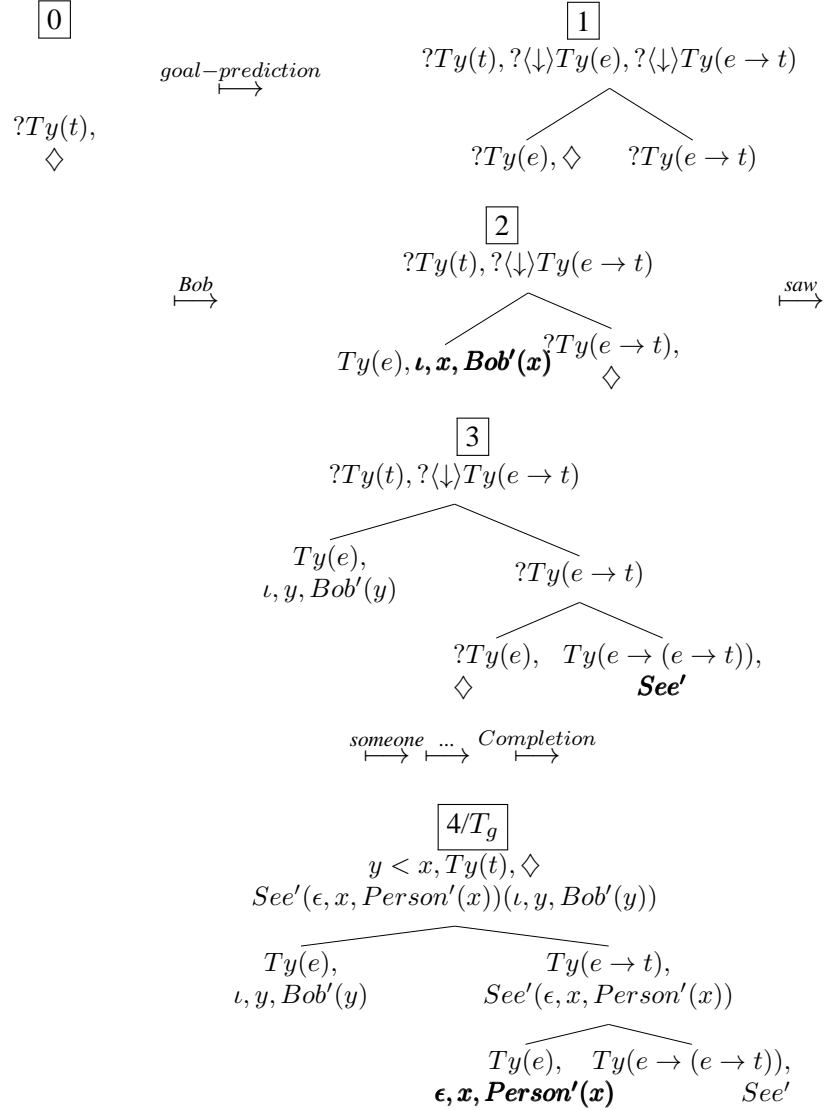 0
1
goal−prediction
⟼
?Ty(t), ?⟨↓⟩Ty(e), ?⟨↓⟩Ty(e → t)
?Ty(t),
◇
?Ty(e), ◇ ?Ty(e → t)
2
?Ty(t), ?⟨↓⟩Ty(e → t)
Bob
⟼
saw
⟼
Ty(e), ι, x, Bob′(x)
?Ty(e → t),
◇
3
?Ty(t), ?⟨↓⟩Ty(e → t)
Ty(e),
ι, y, Bob′(y)
?Ty(e → t)
?Ty(e), Ty(e → (e → t)),
◇ See′
someone ... Completion
⟼ ⟼ ⟼
4/T_g
y < x, Ty(t), ◇
See′(ϵ, x, Person′(x))(ι, y, Bob′(y))
Ty(e), Ty(e → t),
ι, y, Bob′(y) See′(ϵ, x, Person′(x))
Ty(e), Ty(e → (e → t)),
ϵ, x, Person′(x) See′